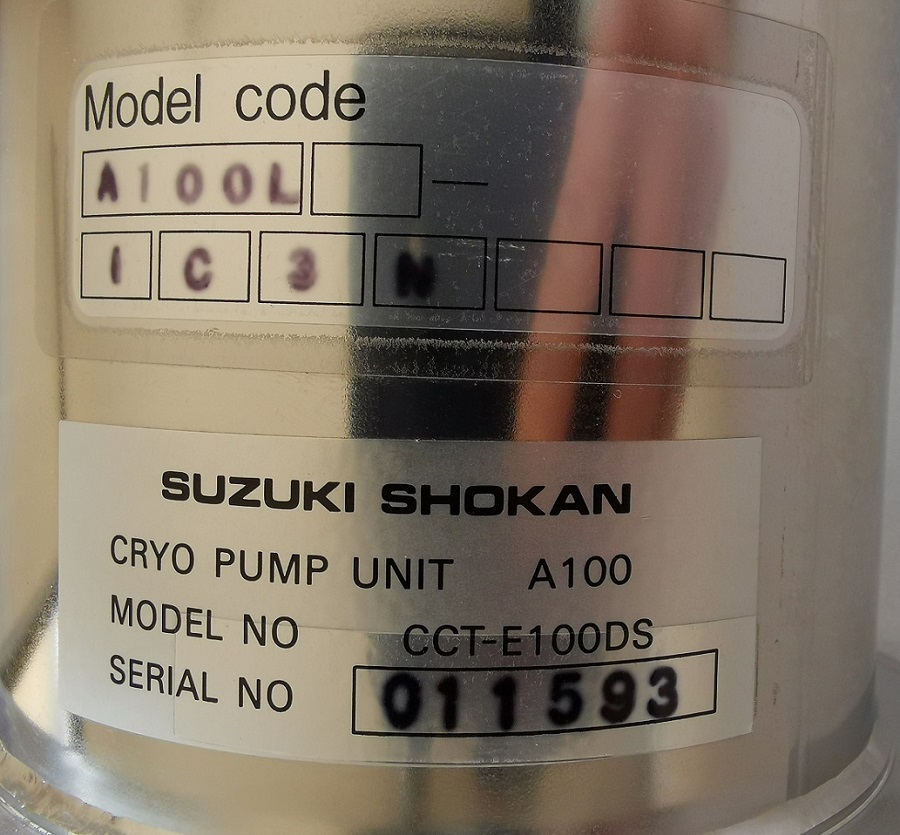 Model code
A100L —
1 C 3 N
SUZUKI SHOKAN
CRYO PUMP UNIT A100
MODEL NO CCT-E100DS
SERIAL NO 011593